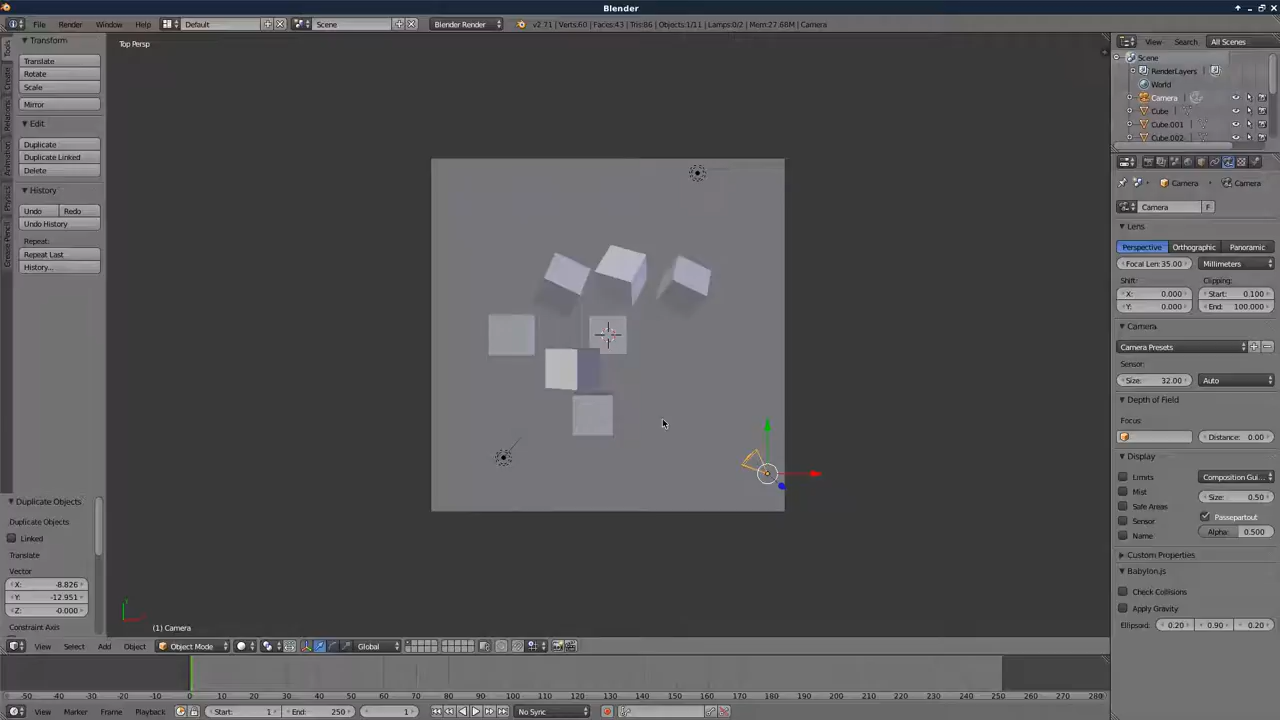 Blender
File Render Window Help Default Scene Blender Render v2.71 | Verts:60 | Faces:43 | Tris:86 | Objects:1/11 | Lamps:0/2 | Mem:27.68M | Camera
View Search All Scenes
Tools
Create
Relations
Animation
Physics
Grease Pencil
Transform
Translate
Rotate
Scale
Mirror
Edit
Duplicate
Duplicate Linked
Delete
History
Undo Redo
Undo History
Repeat:
Repeat Last
History...
Duplicate Objects
Duplicate Objects
Linked
Translate
Vector
X: -8.826
Y: -12.951
Z: -0.000
Constraint Axis
Top Persp
(1) Camera
Scene
RenderLayers
World
Camera
Cube
Cube.001
Cube.002
Camera Camera
Camera F
Lens
Perspective Orthographic Panoramic
Focal Len: 35.00 Millimeters
Shift: Clipping:
X: 0.000 Start: 0.100
Y: 0.000 End: 100.000
Camera
Camera Presets
Sensor:
Size: 32.00 Auto
Depth of Field
Focus:
Distance: 0.00
Display
Limits Composition Gui...
Mist Size: 0.50
Safe Areas Passepartout
Sensor Alpha: 0.500
Name
Custom Properties
Babylon.js
Check Collisions
Apply Gravity
Ellipsoid: 0.20 0.90 0.20
View Select Add Object Object Mode Global
-50 -40 -30 -20 -10 0 10 20 30 40 50 60 70 80 90 100 110 120 130 140 150 160 170 180 190 200 210 220 230 240 250 260 270 280
View Marker Frame Playback Start: 1 End: 250 1 No Sync